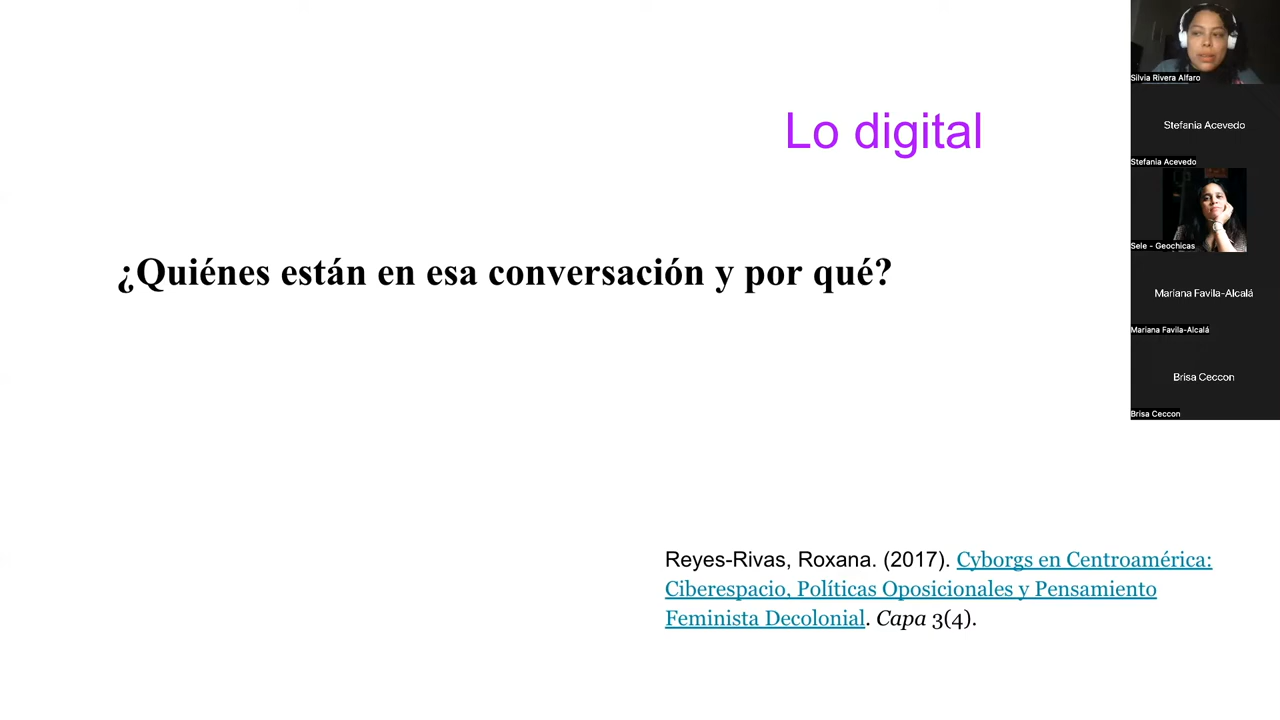 Lo digital
¿Quiénes están en esa conversación y por qué?
Reyes-Rivas, Roxana. (2017). Cyborgs en Centroamérica:
Ciberespacio, Políticas Oposicionales y Pensamiento
Feminista Decolonial. Capa 3(4).
Silvia Rivera Alfaro
Stefania Acevedo
Stefania Acevedo
Sele - Geochicas
Mariana Favila-Alcalá
Mariana Favila-Alcalá
Brisa Ceccon
Brisa Ceccon